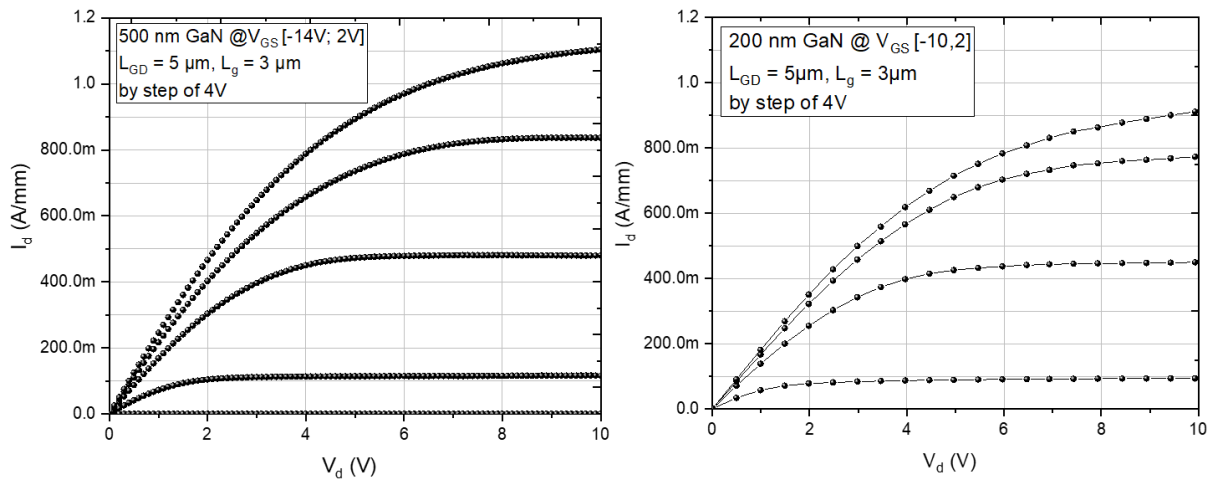 1.2
1.0
800.0m
600.0m
400.0m
200.0m
0.0
I_d (A/mm)
500 nm GaN @V_GS [-14V; 2V]
L_GD = 5 µm, L_g = 3 µm
by step of 4V
0 2 4 6 8 10
V_d (V)
1.2
1.0
800.0m
600.0m
400.0m
200.0m
0.0
I_d (A/mm)
200 nm GaN @ V_GS [-10,2]
L_GD = 5µm, L_g = 3µm
by step of 4V
0 2 4 6 8 10
V_d (V)